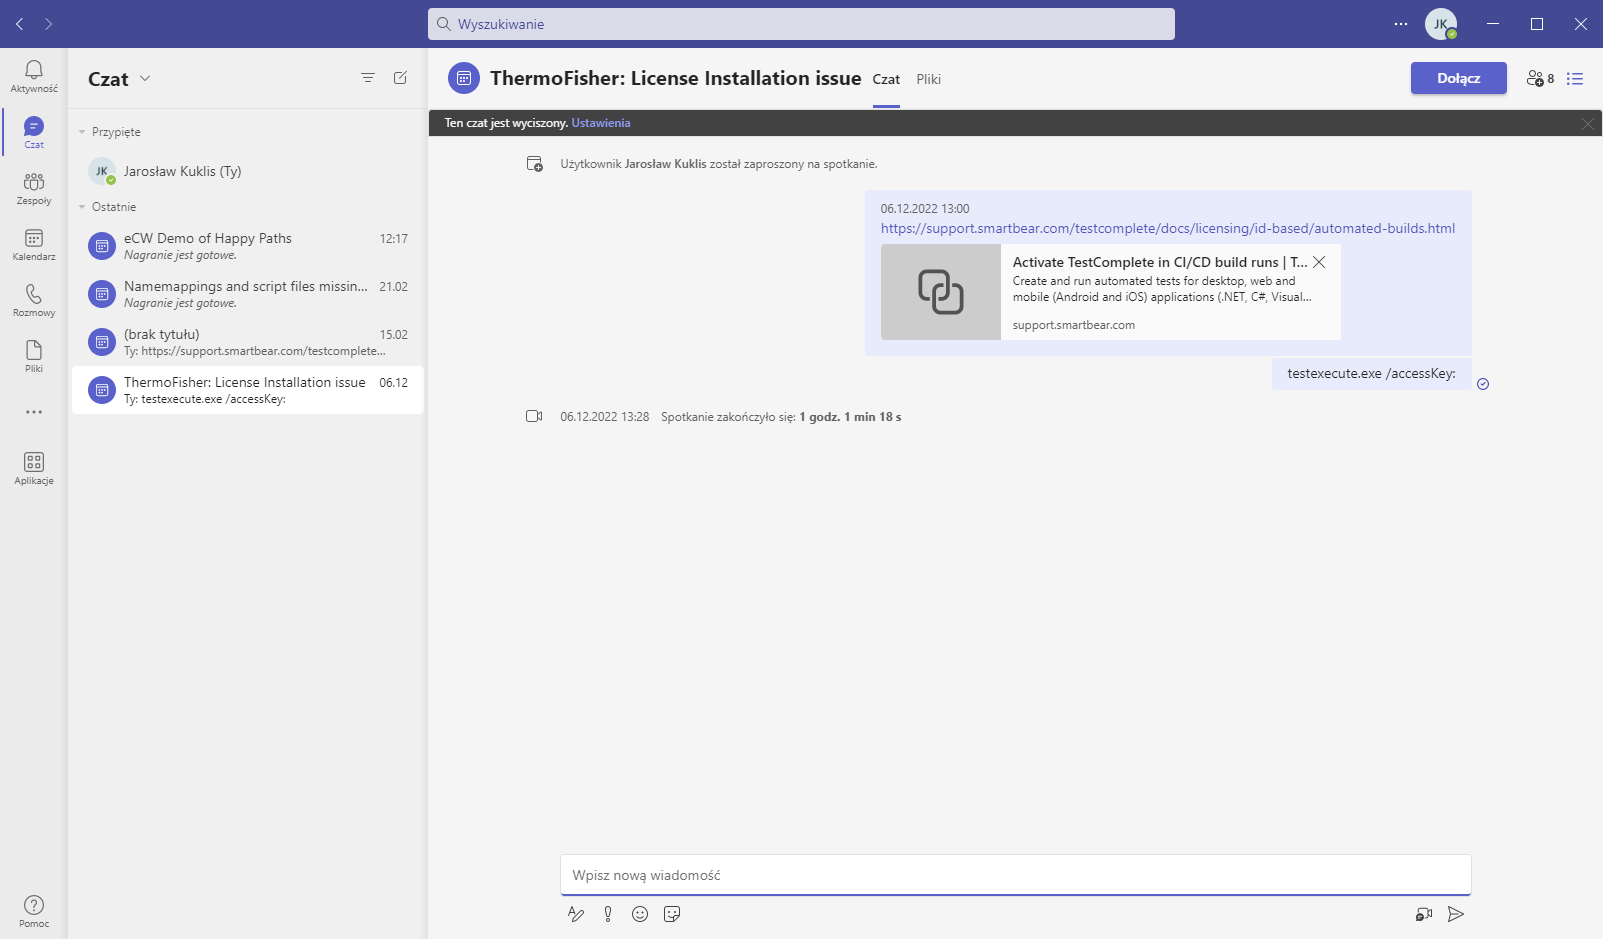 Wyszukiwanie
JK
Aktywność
Czat
Zespoły
Kalendarz
Rozmowy
Pliki
Aplikacje
Pomoc
Czat
Przypięte
JK
Jarosław Kuklis (Ty)
Ostatnie
eCW Demo of Happy Paths 12:17
Nagranie jest gotowe.
Namemappings and script files missin... 21.02
Nagranie jest gotowe.
(brak tytułu) 15.02
Ty: https://support.smartbear.com/testcomplete...
ThermoFisher: License Installation issue 06.12
Ty: testexecute.exe /accessKey:
ThermoFisher: License Installation issue Czat Pliki
Dołącz 8
Ten czat jest wyciszony. Ustawienia
Użytkownik Jarosław Kuklis został zaproszony na spotkanie.
06.12.2022 13:00
https://support.smartbear.com/testcomplete/docs/licensing/id-based/automated-builds.html
Activate TestComplete in CI/CD build runs | T...
Create and run automated tests for desktop, web and
mobile (Android and iOS) applications (.NET, C#, Visual...
support.smartbear.com
testexecute.exe /accessKey:
06.12.2022 13:28 Spotkanie zakończyło się: 1 godz. 1 min 18 s
Wpisz nową wiadomość